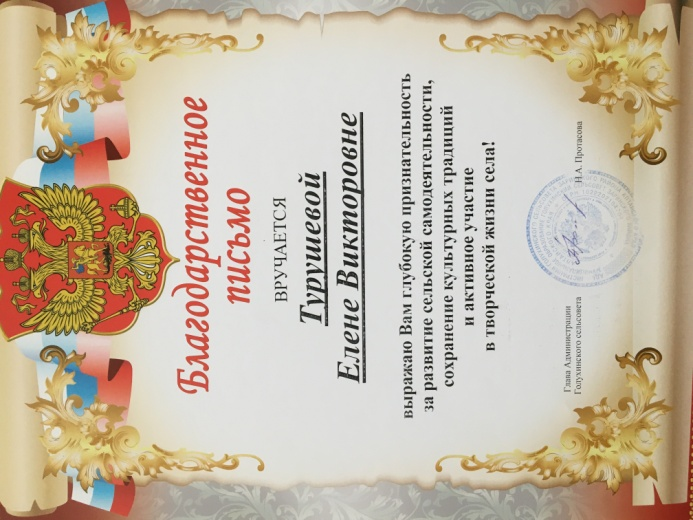 Благодарственное
письмо
ВРУЧАЕТСЯ
Турушевой
Елене Викторовне
выражаю Вам глубокую признательность
за развитие сельской самодеятельности,
сохранение культурных традиций
и активное участие
в творческой жизни села!
Глава Администрации
Голухинского сельсовета
Н.А. Протасова